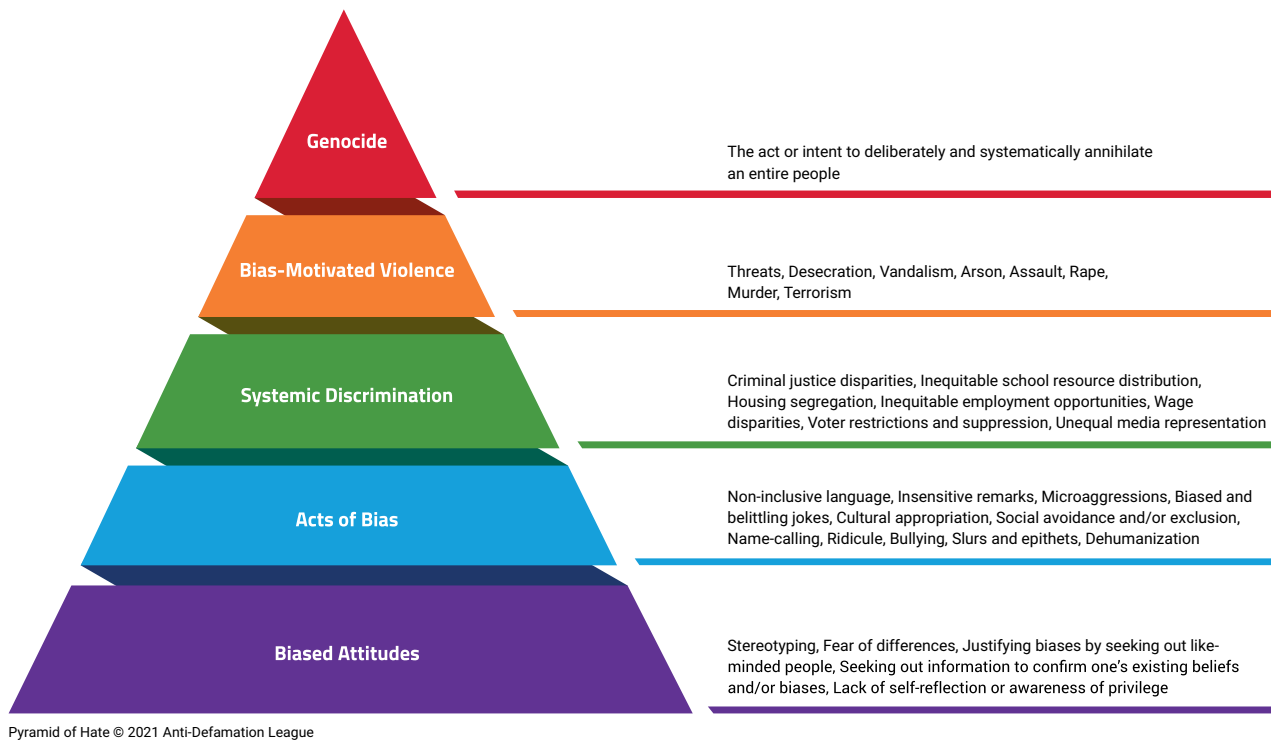 Genocide
The act or intent to deliberately and systematically annihilate
an entire people
Bias-Motivated Violence
Threats, Desecration, Vandalism, Arson, Assault, Rape,
Murder, Terrorism
Systemic Discrimination
Criminal justice disparities, Inequitable school resource distribution,
Housing segregation, Inequitable employment opportunities, Wage
disparities, Voter restrictions and suppression, Unequal media representation
Acts of Bias
Non-inclusive language, Insensitive remarks, Microaggressions, Biased and
belittling jokes, Cultural appropriation, Social avoidance and/or exclusion,
Name-calling, Ridicule, Bullying, Slurs and epithets, Dehumanization
Biased Attitudes
Stereotyping, Fear of differences, Justifying biases by seeking out like-
minded people, Seeking out information to confirm one’s existing beliefs
and/or biases, Lack of self-reflection or awareness of privilege
Pyramid of Hate © 2021 Anti-Defamation League